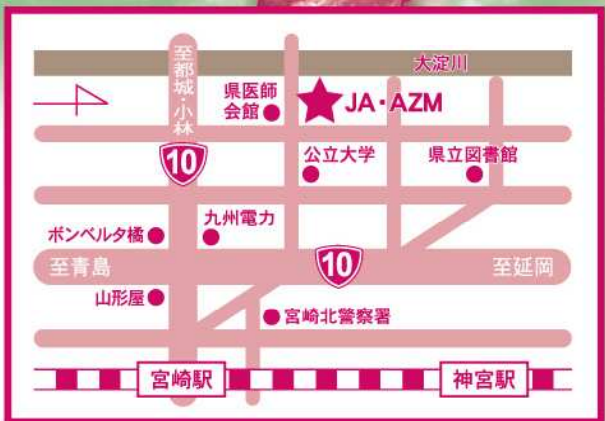 大淀川
至都城・小林
県医師
会館
JA・AZM
10
公立大学
県立図書館
九州電力
ボンベルタ橘
至青島
10
至延岡
山形屋
宮崎北警察署
宮崎駅
神宮駅